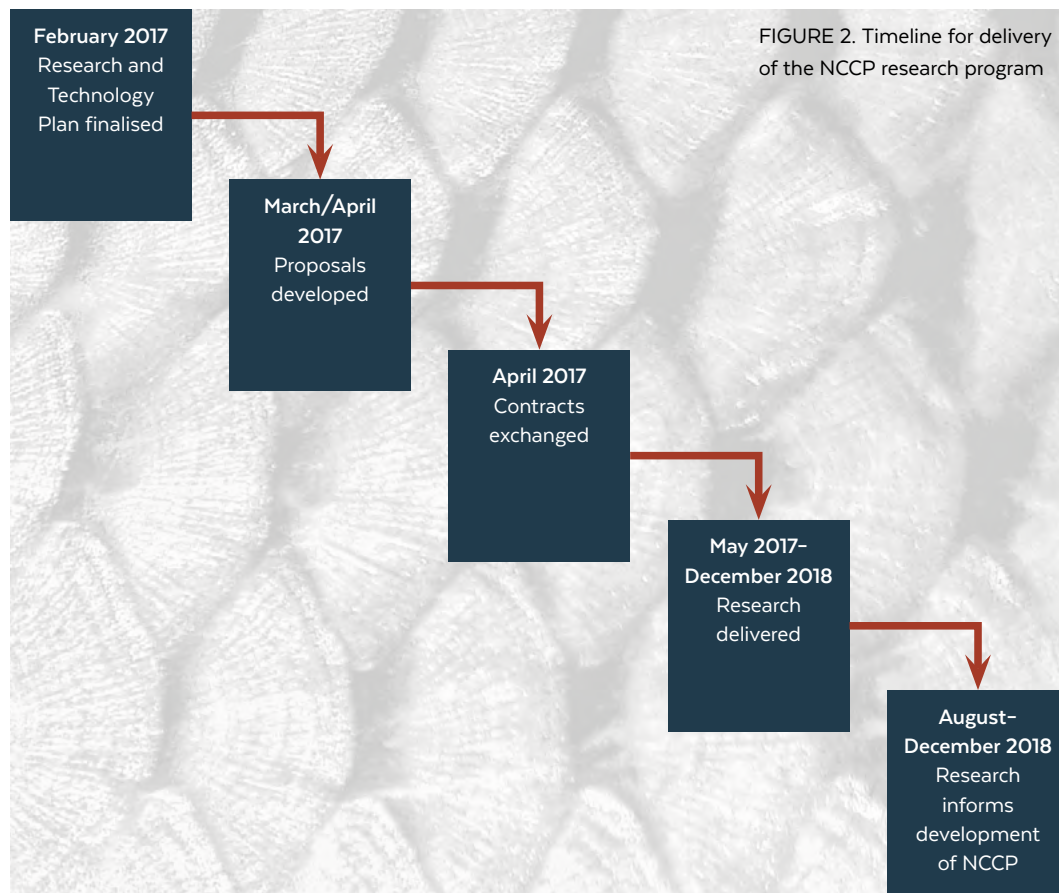 February 2017
Research and
Technology
Plan finalised
FIGURE 2. Timeline for delivery
of the NCCP research program
March/April
2017
Proposals
developed
April 2017
Contracts
exchanged
May 2017–
December 2018
Research
delivered
August–
December 2018
Research
informs
development
of NCCP